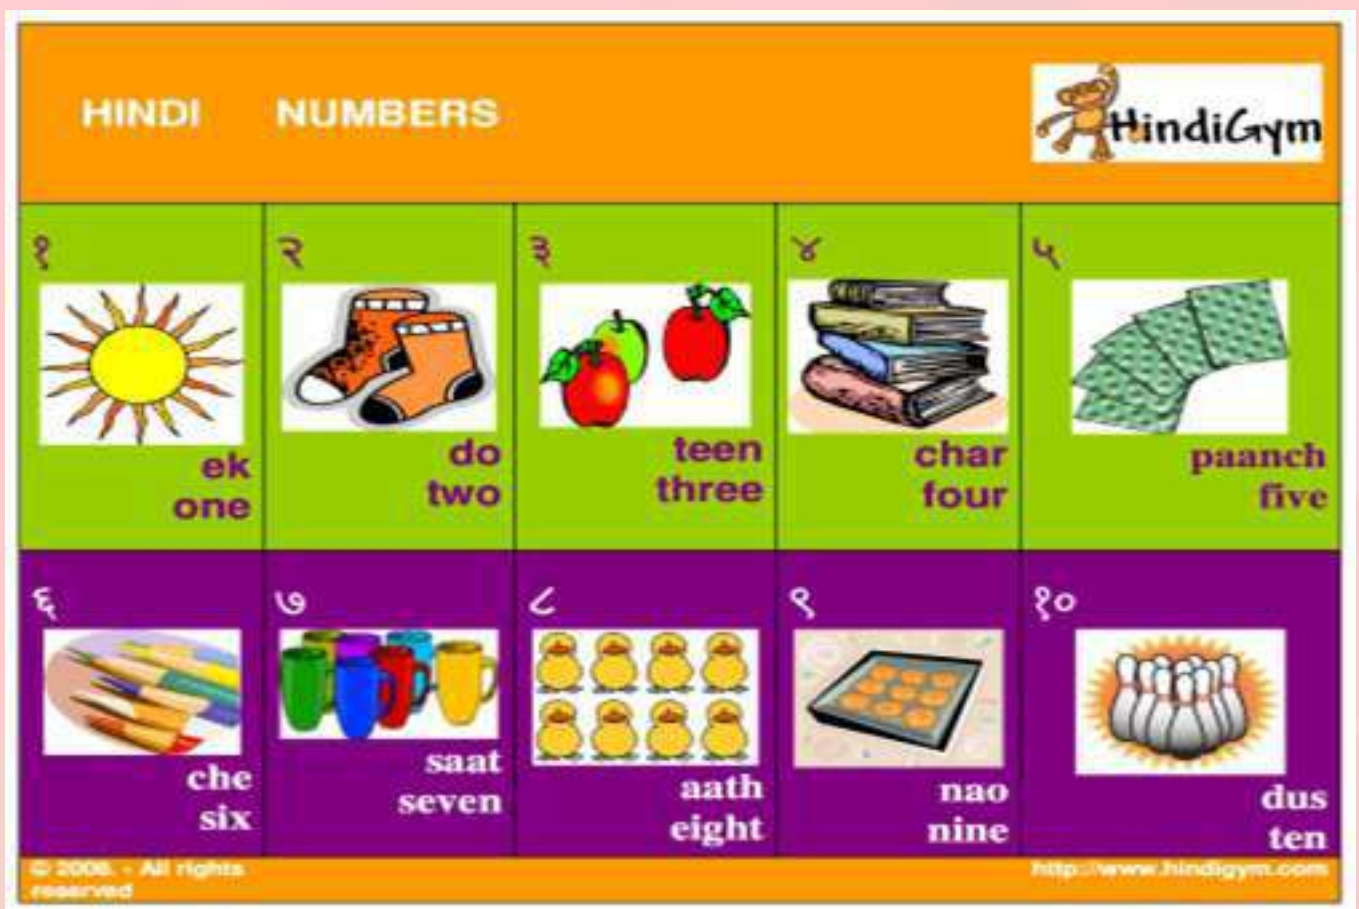 HINDI NUMBERS
HindiGym
१
२
३
४
५
ek
one
do
two
teen
three
char
four
paanch
five
६
७
८
९
१०
che
six
saat
seven
aath
eight
nao
nine
dus
ten
© 2008. - All rights
reserved
http://www.hindigym.com